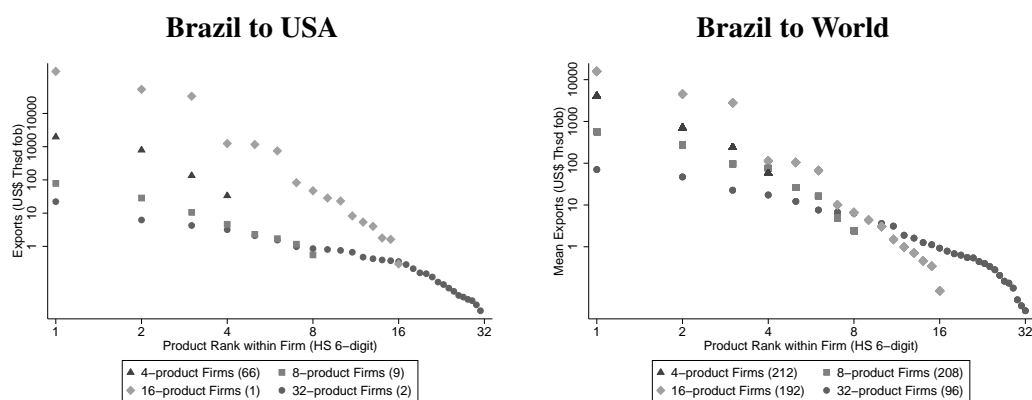 Brazil to USA
Exports (US$ Thsd fob)
10000
1000
100
10
1
1 2 4 8 16 32
Product Rank within Firm (HS 6−digit)
4−product Firms (66) 8−product Firms (9)
16−product Firms (1) 32−product Firms (2)
Brazil to World
Mean Exports (US$ Thsd fob)
10000
1000
100
10
1
1 2 4 8 16 32
Product Rank within Firm (HS 6−digit)
4−product Firms (212) 8−product Firms (208)
16−product Firms (192) 32−product Firms (96)